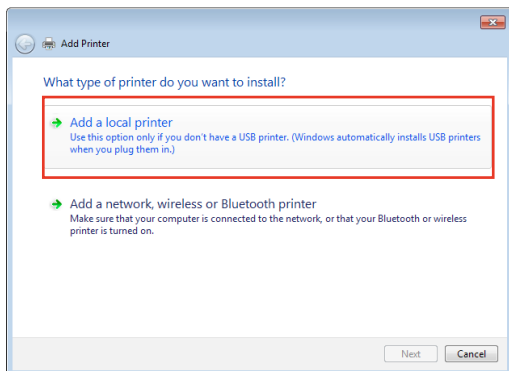 Add Printer
What type of printer do you want to install?
Add a local printer
Use this option only if you don't have a USB printer. (Windows automatically installs USB printers
when you plug them in.)
Add a network, wireless or Bluetooth printer
Make sure that your computer is connected to the network, or that your Bluetooth or wireless
printer is turned on.
Next Cancel